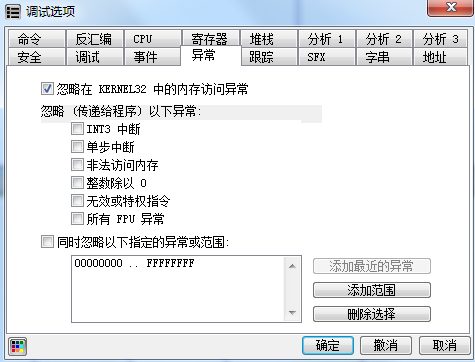 调试选项
命令 反汇编 CPU 寄存器 堆栈 分析 1 分析 2 分析 3
安全 调试 事件 异常 跟踪 SFX 字串 地址
忽略在 KERNEL32 中的内存访问异常
忽略 (传递给程序) 以下异常:
INT3 中断
单步中断
非法访问内存
整数除以 0
无效或特权指令
所有 FPU 异常
同时忽略以下指定的异常或范围:
00000000 .. FFFFFFFF
添加最近的异常
添加范围
删除选择
确定 撤消 取消